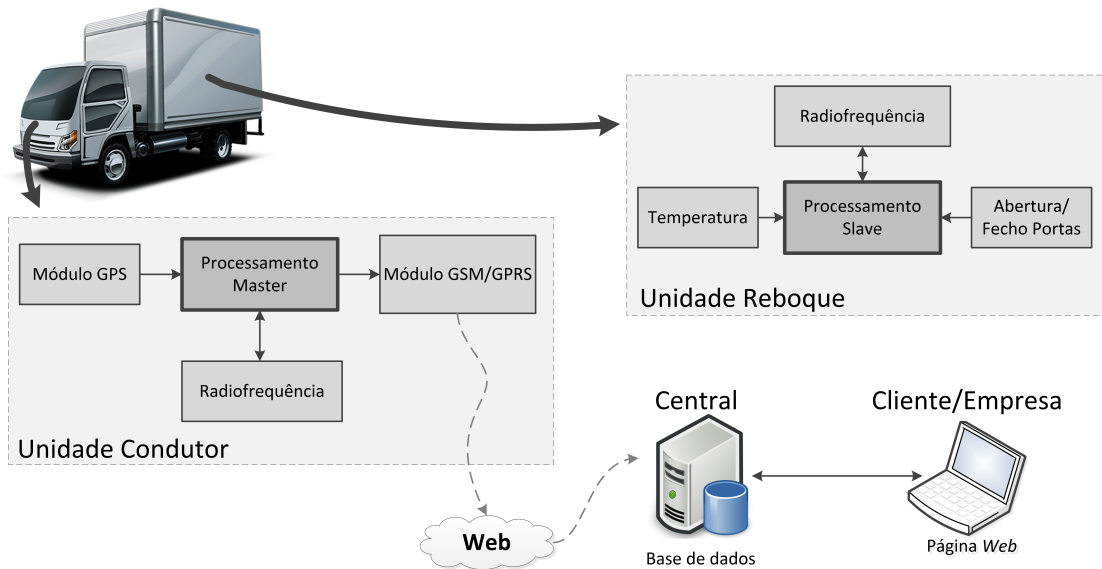 Radiofrequência
Temperatura
Processamento
Slave
Abertura/
Fecho Portas
Unidade Reboque
Módulo GPS
Processamento
Master
Módulo GSM/GPRS
Radiofrequência
Unidade Condutor
Central
Cliente/Empresa
Web
Base de dados
Página Web